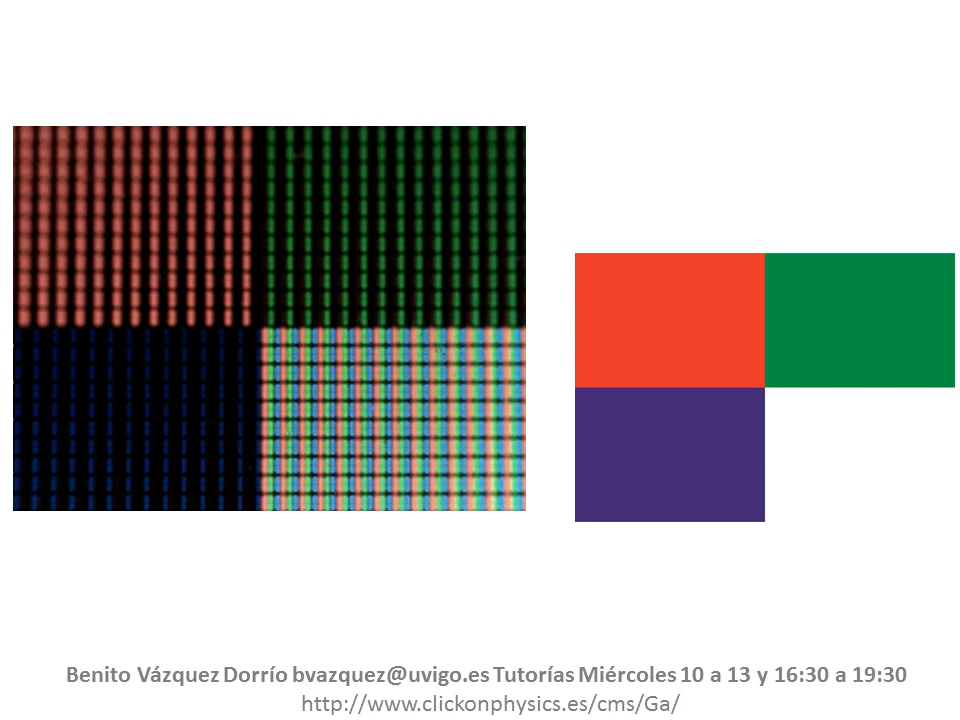 Benito Vázquez Dorrío bvazquez@uvigo.es Tutorías Miércoles 10 a 13 y 16:30 a 19:30
http://www.clickonphysics.es/cms/Ga/